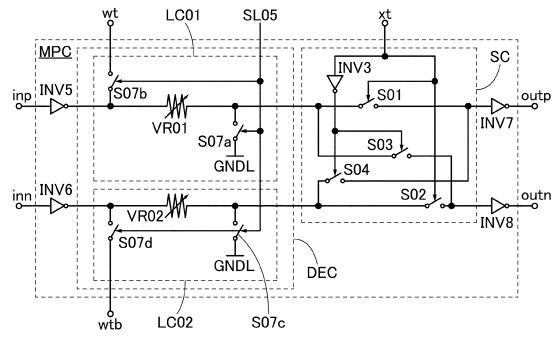 wt LC01 SL05 xt
MPC SC
INV3
inp INV5 S07b S01 outp
VR01 INV7
S07a S03
GNDL S04
inn INV6 S02 outn
VR02 INV8
S07d
GNDL DEC
wtb LC02 S07c